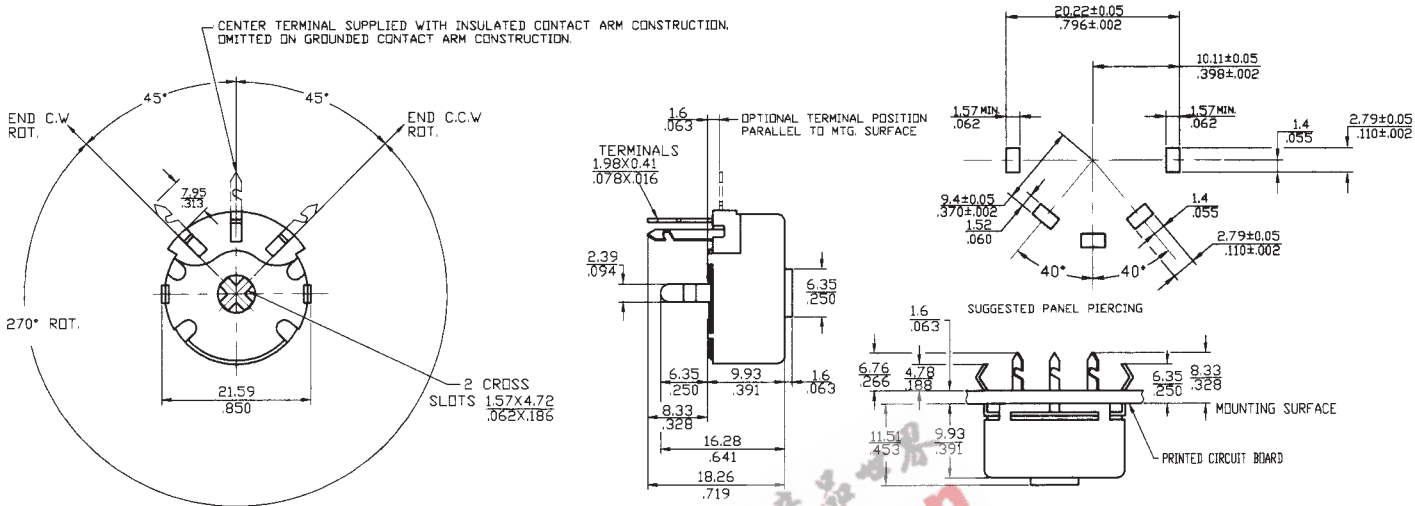 CENTER TERMINAL SUPPLIED WITH INSULATED CONTACT ARM CONSTRUCTION.
OMITTED ON GROUNDED CONTACT ARM CONSTRUCTION.
45°
45°
END C.W
ROT.
END C.C.W
ROT.
7.95
.313
270° ROT.
21.59
.850
2 CROSS
SLOTS 1.57X4.72
.062X.186
1.6
.063
OPTIONAL TERMINAL POSITION
PARALLEL TO MTG. SURFACE
TERMINALS
1.98X0.41
.078X.016
2.39
.094
6.35
.250
6.35
.250
9.93
.391
1.6
.063
8.33
.328
16.28
.641
18.26
.719
20.22±0.05
.796±.002
10.11±0.05
.398±.002
1.57 MIN.
.062
1.57 MIN.
.062
1.4
.055
2.79±0.05
.110±.002
9.4±0.05
.370±.002
1.52
.060
1.4
.055
2.79±0.05
.110±.002
40°
40°
SUGGESTED PANEL PIERCING
1.6
.063
6.76
.266
4.78
.188
6.35
.250
8.33
.328
MOUNTING SURFACE
11.51
.453
9.93
.391
PRINTED CIRCUIT BOARD